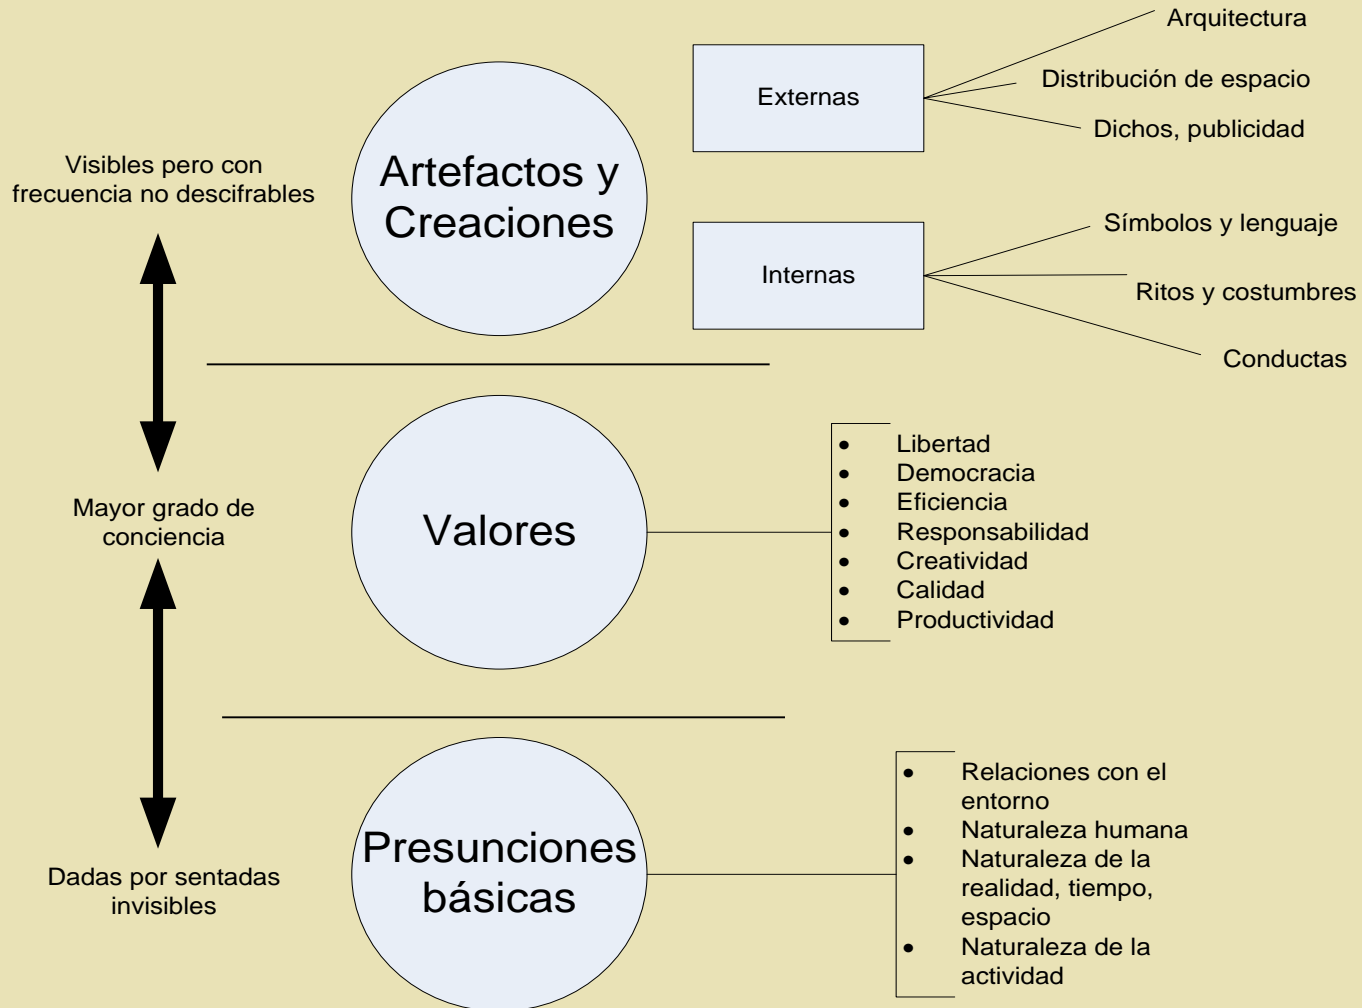 Arquitectura
Externas
Distribución de espacio
Dichos, publicidad
Visibles pero con
frecuencia no descifrables
Artefactos y
Creaciones
Símbolos y lenguaje
Internas
Ritos y costumbres
Conductas
Mayor grado de
conciencia
Valores
• Libertad
• Democracia
• Eficiencia
• Responsabilidad
• Creatividad
• Calidad
• Productividad
Dadas por sentadas
invisibles
Presunciones
básicas
• Relaciones con el
entorno
• Naturaleza humana
• Naturaleza de la
realidad, tiempo,
espacio
• Naturaleza de la
actividad